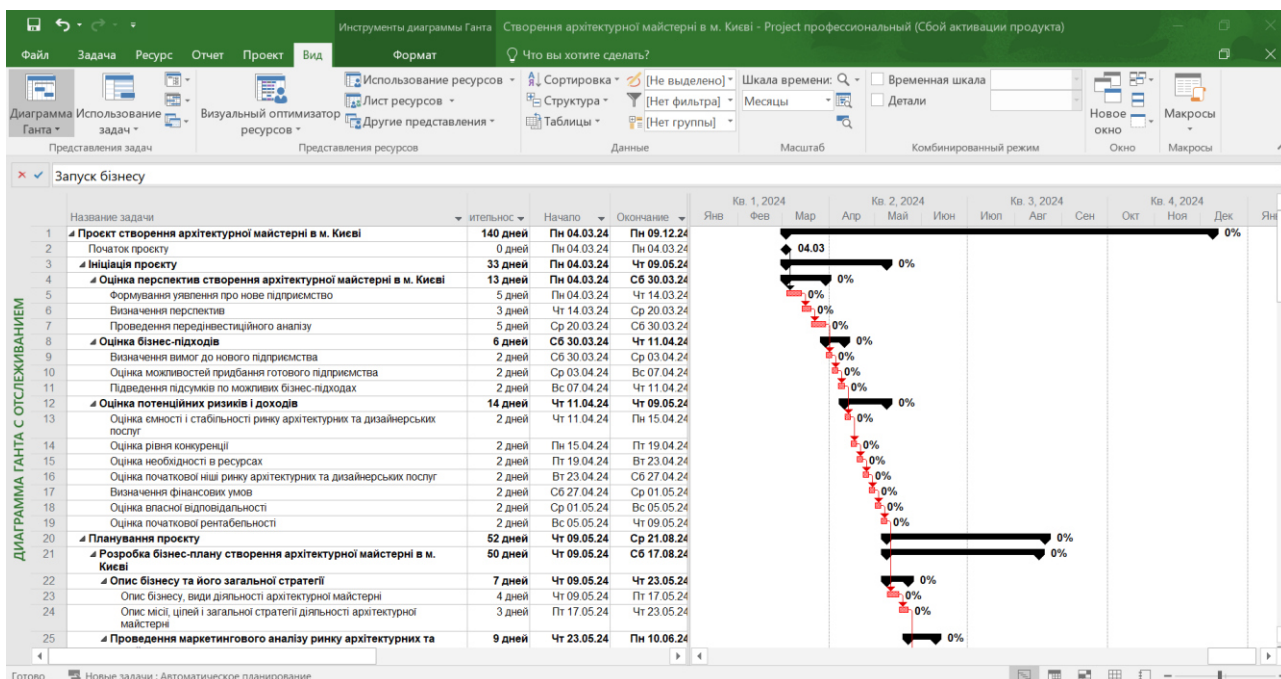 Инструменты диаграммы Ганта Створення архітектурної майстерні в м. Києві - Project профессиональный (Сбой активации продукта)
Файл Задача Ресурс Отчет Проект Вид Формат Что вы хотите сделать?
Диаграмма Ганта Использование задач Визуальный оптимизатор ресурсов Использование ресурсов Сортировка [Не выделено] Шкала времени: Временная шкала Новое окно Макросы
Лист ресурсов Структура [Нет фильтра] Месяцы Детали
Другие представления Таблицы [Нет группы]
Представления задач Представления ресурсов Данные Масштаб Комбинированный режим Окно Макросы
Запуск бізнесу
Кв. 1, 2024 Кв. 2, 2024 Кв. 3, 2024 Кв. 4, 2024
Название задачи ительнос Начало Окончание Янв Фев Мар Апр Май Июн Июл Авг Сен Окт Ноя Дек Янв
1 Проєкт створення архітектурної майстерні в м. Києві 140 дней Пн 04.03.24 Пн 09.12.24 0%
2 Початок проєкту 0 дней Пн 04.03.24 Пн 04.03.24 04.03
3 Ініціація проєкту 33 дней Пн 04.03.24 Чт 09.05.24 0%
4 Оцінка перспектив створення архітектурної майстерні в м. Києві 13 дней Пн 04.03.24 Сб 30.03.24 0%
5 Формування уявлення про нове підприємство 5 дней Пн 04.03.24 Чт 14.03.24 0%
6 Визначення перспектив 3 дней Чт 14.03.24 Ср 20.03.24 0%
7 Проведення передінвестиційного аналізу 5 дней Ср 20.03.24 Сб 30.03.24 0%
8 Оцінка бізнес-підходів 6 дней Сб 30.03.24 Чт 11.04.24 0%
9 Визначення вимог до нового підприємства 2 дней Сб 30.03.24 Ср 03.04.24 0%
10 Оцінка можливостей придбання готового підприємства 2 дней Ср 03.04.24 Вс 07.04.24 0%
11 Підведення підсумків по можливих бізнес-підходах 2 дней Вс 07.04.24 Чт 11.04.24 0%
12 Оцінка потенційних ризиків і доходів 14 дней Чт 11.04.24 Чт 09.05.24 0%
13 Оцінка ємності і стабільності ринку архітектурних та дизайнерських 2 дней Чт 11.04.24 Пн 15.04.24 0%
послуг
14 Оцінка рівня конкуренції 2 дней Пн 15.04.24 Пт 19.04.24 0%
15 Оцінка необхідності в ресурсах 2 дней Пт 19.04.24 Вт 23.04.24 0%
16 Оцінка початкової ніші ринку архітектурних та дизайнерських послуг 2 дней Вт 23.04.24 Сб 27.04.24 0%
17 Визначення фінансових умов 2 дней Сб 27.04.24 Ср 01.05.24 0%
18 Оцінка власної відповідальності 2 дней Ср 01.05.24 Вс 05.05.24 0%
19 Оцінка початкової рентабельності 2 дней Вс 05.05.24 Чт 09.05.24 0%
20 Планування проєкту 52 дней Чт 09.05.24 Ср 21.08.24 0%
21 Розробка бізнес-плану створення архітектурної майстерні в м. 50 дней Чт 09.05.24 Сб 17.08.24 0%
Києві
22 Опис бізнесу та його загальної стратегії 7 дней Чт 09.05.24 Чт 23.05.24 0%
23 Опис бізнесу, види діяльності архітектурної майстерні 4 дней Чт 09.05.24 Пт 17.05.24 0%
24 Опис місії, цілей і загальної стратегії діяльності архітектурної 3 дней Пт 17.05.24 Чт 23.05.24 0%
майстерні
25 Проведення маркетингового аналізу ринку архітектурних та 9 дней Чт 23.05.24 Пн 10.06.24 0%
ДИАГРАММА ГАНТА С ОТСЛЕЖИВАНИЕМ
Готово Новые задачи : Автоматическое планирование